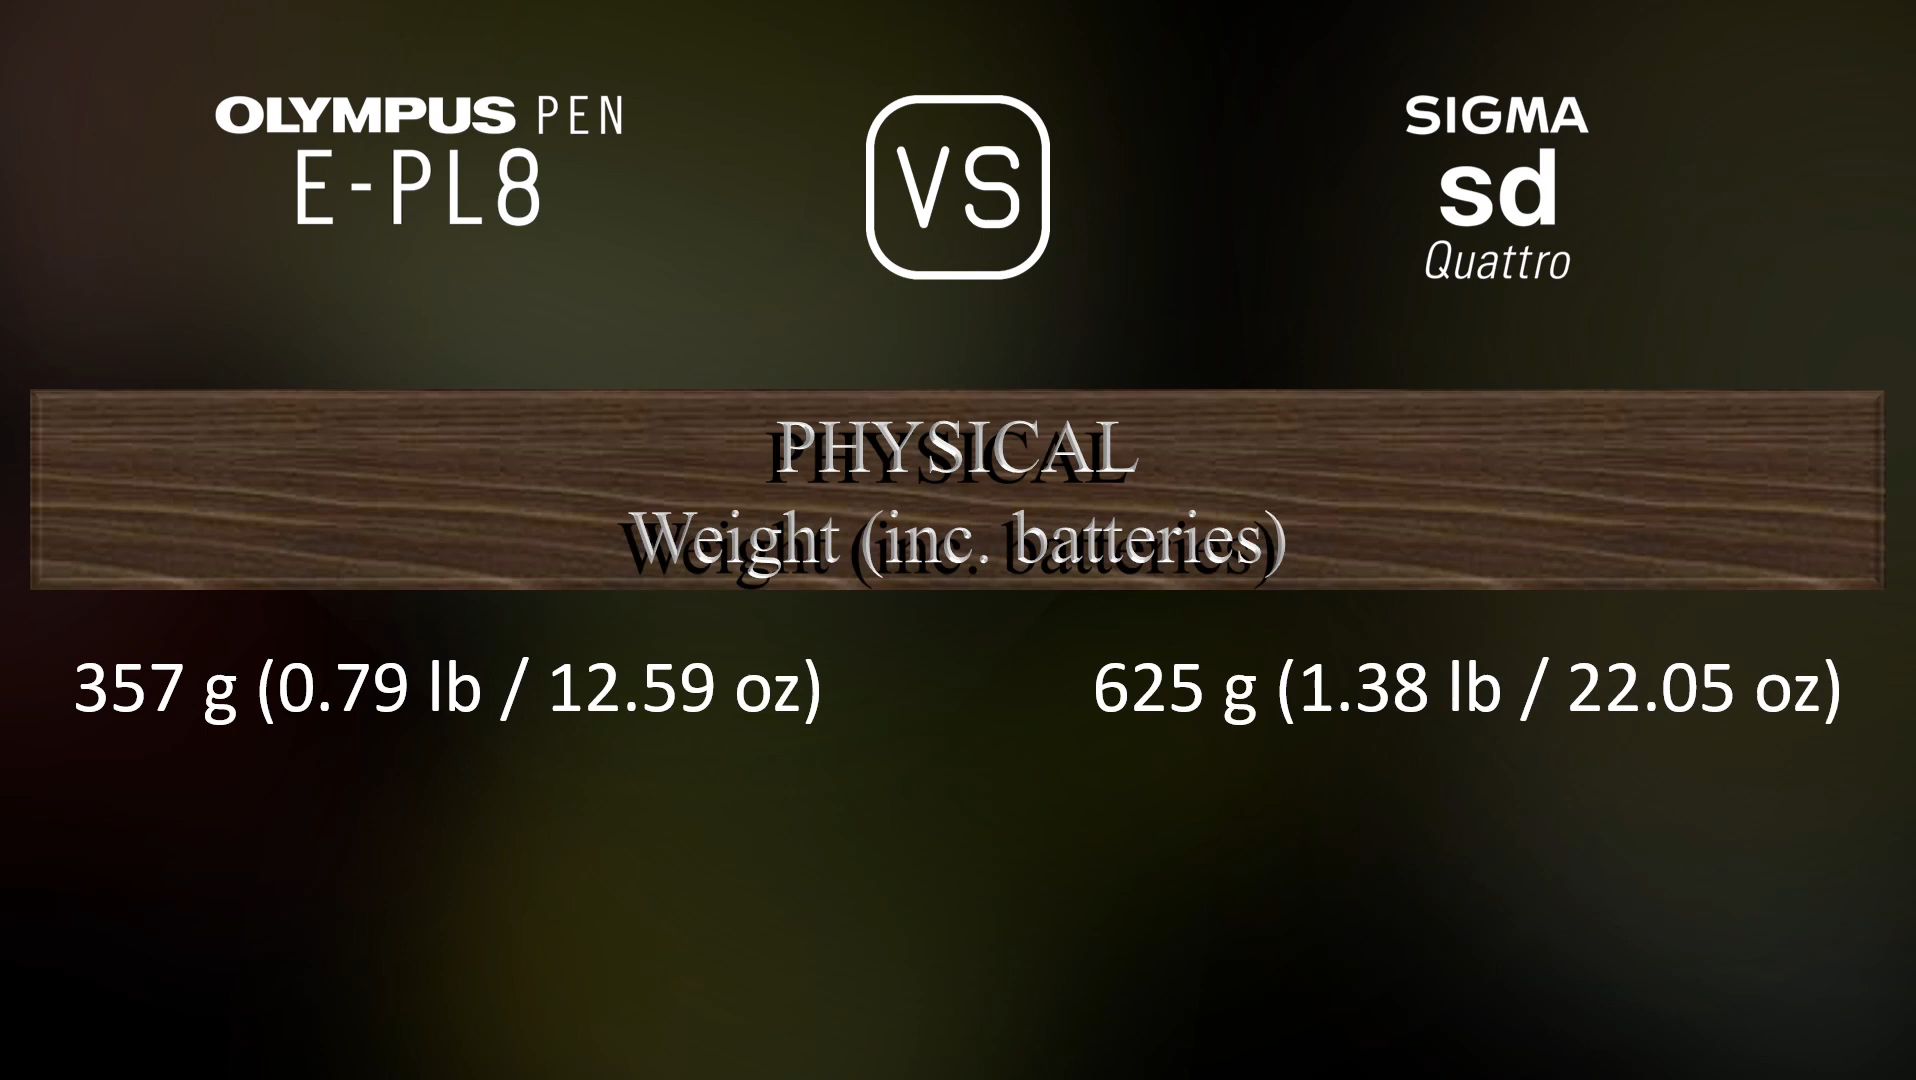 OLYMPUS PEN
E-PL8
VS
SIGMA
sd
Quattro
PHYSICAL
Weight (inc. batteries)
357 g (0.79 lb / 12.59 oz)
625 g (1.38 lb / 22.05 oz)